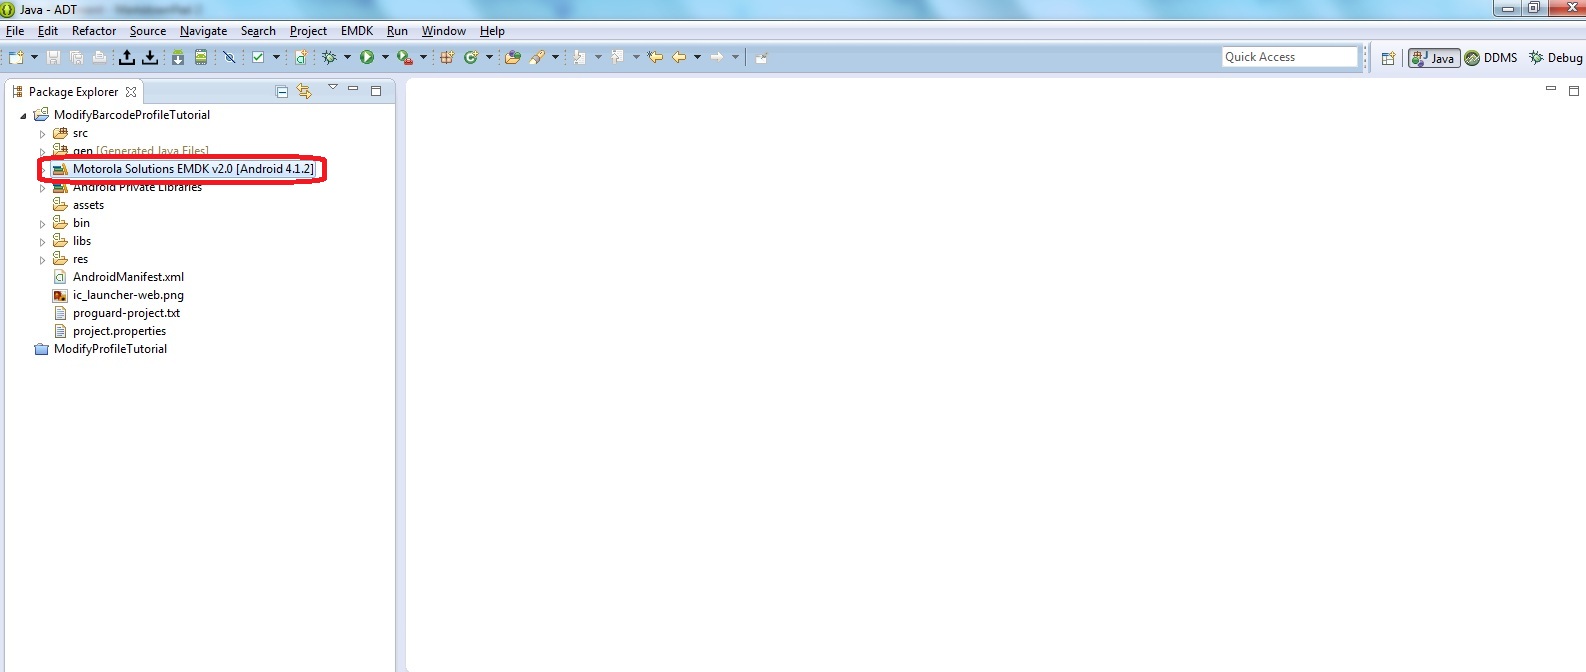 Java - ADT
File Edit Refactor Source Navigate Search Project EMDK Run Window Help
Quick Access
Java DDMS Debug
Package Explorer
ModifyBarcodeProfileTutorial
src
gen [Generated Java Files]
Motorola Solutions EMDK v2.0 [Android 4.1.2]
Android Private Libraries
assets
bin
libs
res
AndroidManifest.xml
ic_launcher-web.png
proguard-project.txt
project.properties
ModifyProfileTutorial